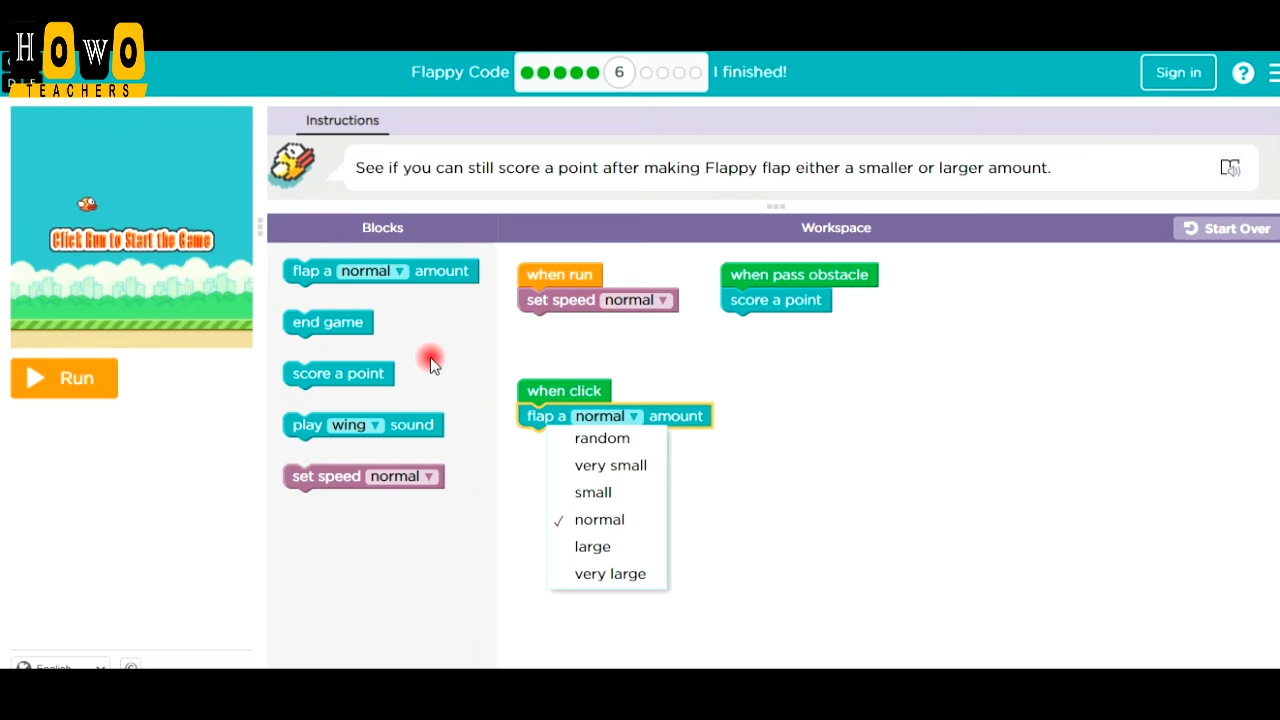 HOWO
TEACHERS
Flappy Code
6
I finished!
Sign in
?
Instructions
See if you can still score a point after making Flappy flap either a smaller or larger amount.
Click Run to Start the Game
Run
Blocks
Workspace
Start Over
flap a normal ▼ amount
end game
score a point
play wing ▼ sound
set speed normal ▼
when run
set speed normal ▼
when pass obstacle
score a point
when click
flap a normal ▼ amount
random
very small
small
✓ normal
large
very large
English
©